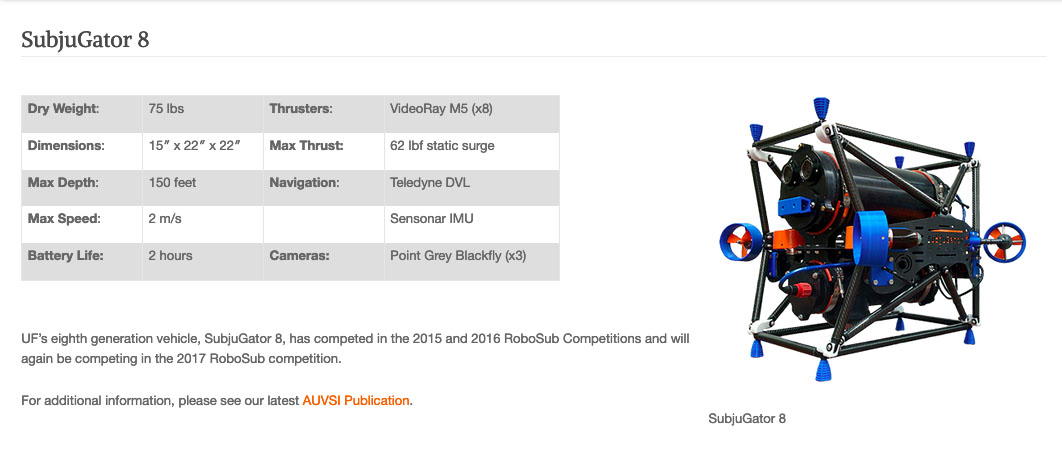 SubjuGator 8
Dry Weight: 75 lbs Thrusters: VideoRay M5 (x8)
Dimensions: 15″ x 22″ x 22″ Max Thrust: 62 lbf static surge
Max Depth: 150 feet Navigation: Teledyne DVL
Max Speed: 2 m/s Sensonar IMU
Battery Life: 2 hours Cameras: Point Grey Blackfly (x3)
UF’s eighth generation vehicle, SubjuGator 8, has competed in the 2015 and 2016 RoboSub Competitions and will
again be competing in the 2017 RoboSub competition.
For additional information, please see our latest AUVSI Publication.
SubjuGator 8